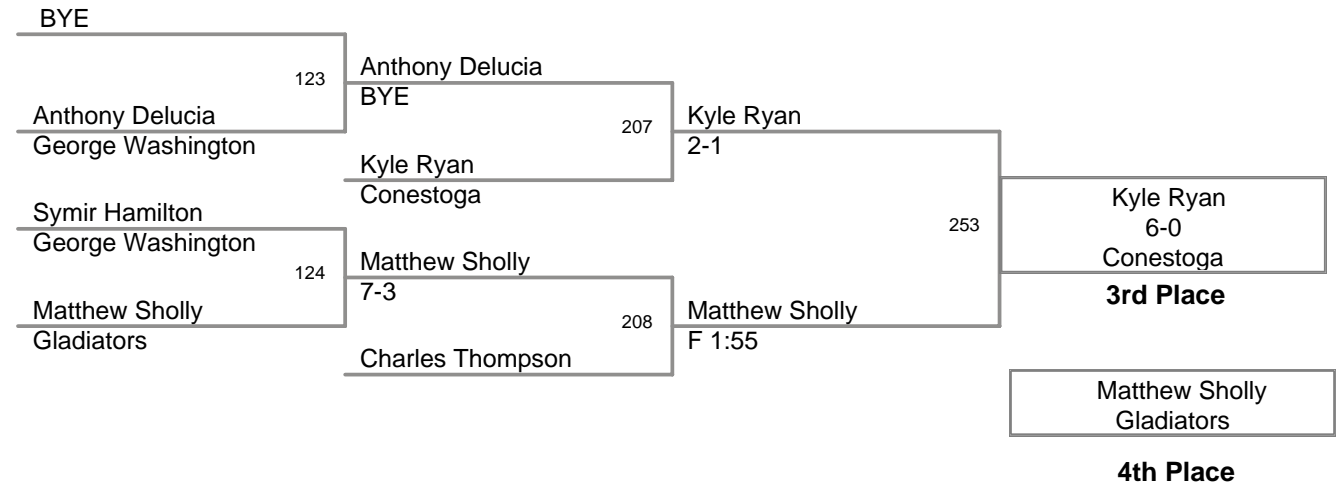 BYE
123
Anthony Delucia
BYE
Anthony Delucia
George Washington
207
Kyle Ryan
2-1
Kyle Ryan
Conestoga
Symir Hamilton
George Washington
253
Kyle Ryan
6-0
Conestoga
3rd Place
124
Matthew Sholly
7-3
Matthew Sholly
Gladiators
208
Matthew Sholly
F 1:55
Charles Thompson
Matthew Sholly
Gladiators
4th Place